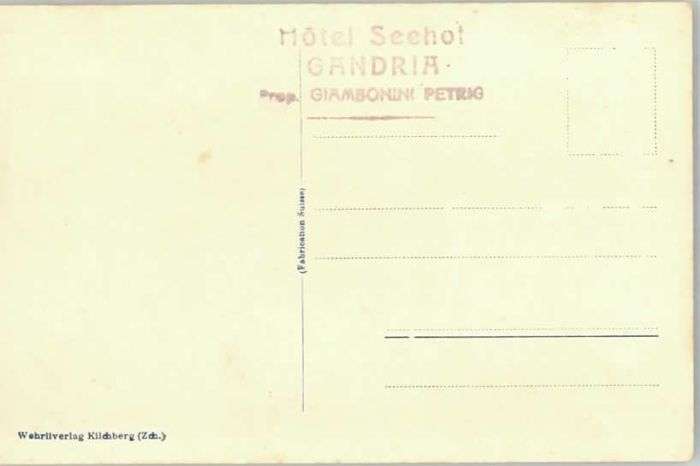 Hôtel Seehof
GANDRIA
Prop. GIAMBONINI PETRIG
(Fabrication Suisse)
Wehrliverlag Kilchberg (Zch.)